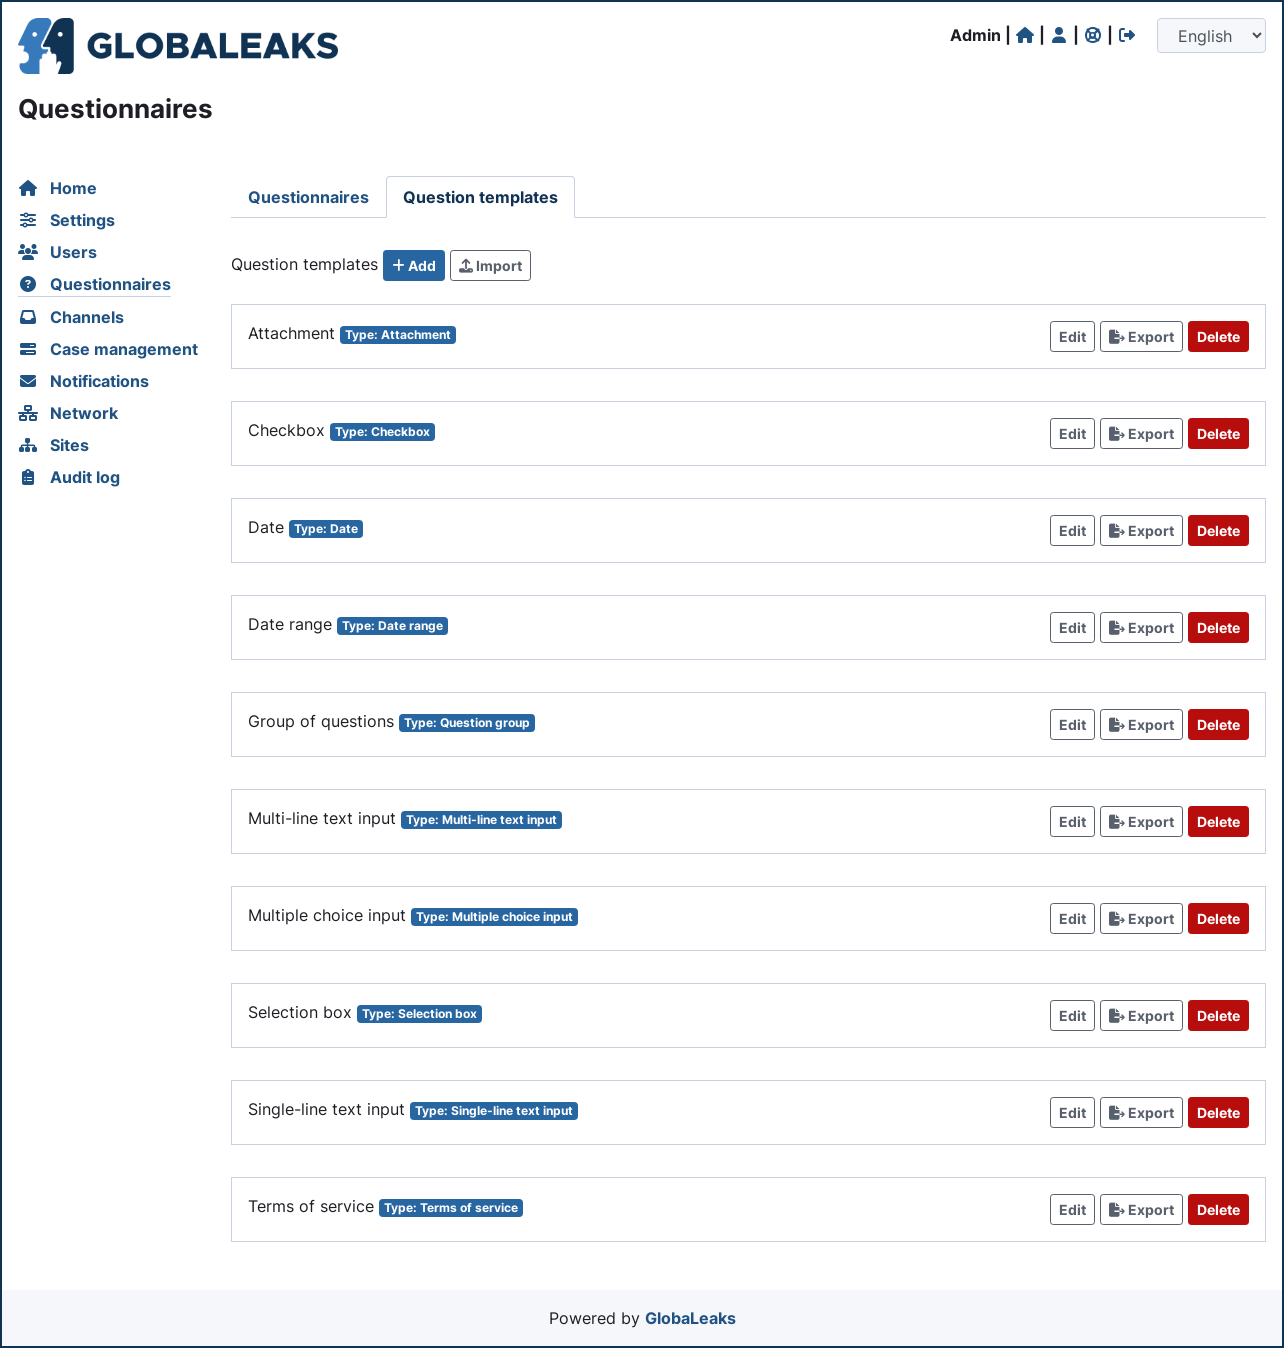 GLOBALEAKS
Admin | | | |
English
Questionnaires
Home
Settings
Users
Questionnaires
Channels
Case management
Notifications
Network
Sites
Audit log
Questionnaires Question templates
Question templates Add Import
Attachment Type: Attachment Edit Export Delete
Checkbox Type: Checkbox Edit Export Delete
Date Type: Date Edit Export Delete
Date range Type: Date range Edit Export Delete
Group of questions Type: Question group Edit Export Delete
Multi-line text input Type: Multi-line text input Edit Export Delete
Multiple choice input Type: Multiple choice input Edit Export Delete
Selection box Type: Selection box Edit Export Delete
Single-line text input Type: Single-line text input Edit Export Delete
Terms of service Type: Terms of service Edit Export Delete
Powered by GlobaLeaks